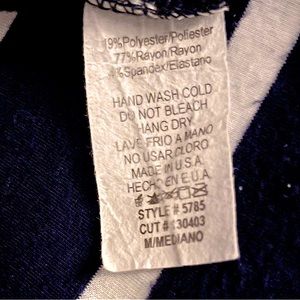 19%Polyester/Poliester
77%Rayon/Rayon
4%Spandex/Elastano
HAND WASH COLD
DO NOT BLEACH
HANG DRY
LAVE FRIO A MANO
NO USAR CLORO
MADE IN U.S.A
HECHO EN E.U.A.
STYLE # 5785
CUT # 130403
M/MEDIANO